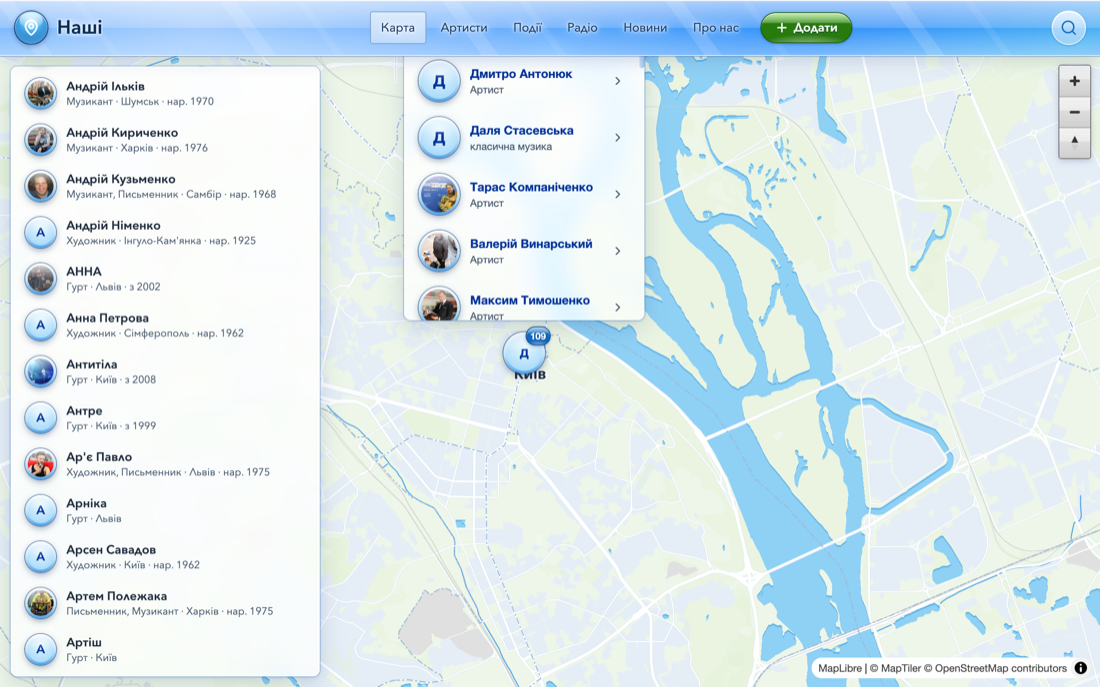 Наші
Карта
Артисти
Події
Радіо
Новини
Про нас
+ Додати
Андрій Ільків
Музикант · Шумськ · нар. 1970
Андрій Кириченко
Музикант · Харків · нар. 1976
Андрій Кузьменко
Музикант, Письменник · Самбір · нар. 1968
А
Андрій Німенко
Художник · Інгуло-Кам'янка · нар. 1925
АННА
Гурт · Львів · з 2002
А
Анна Петрова
Художник · Сімферополь · нар. 1962
Антитіла
Гурт · Київ · з 2008
А
Антре
Гурт · Київ · з 1999
Ар'є Павло
Художник, Письменник · Львів · нар. 1975
А
Арніка
Гурт · Львів
А
Арсен Савадов
Художник · Київ · нар. 1962
Артем Полежака
Письменник, Музикант · Харків · нар. 1975
А
Артіш
Гурт · Київ
Д
Дмитро Антонюк
Артист
Д
Даля Стасевська
класична музика
Тарас Компаніченко
Артист
Валерій Винарський
Артист
Максим Тимошенко
Артист
109
Д
Київ
MapLibre | © MapTiler © OpenStreetMap contributors